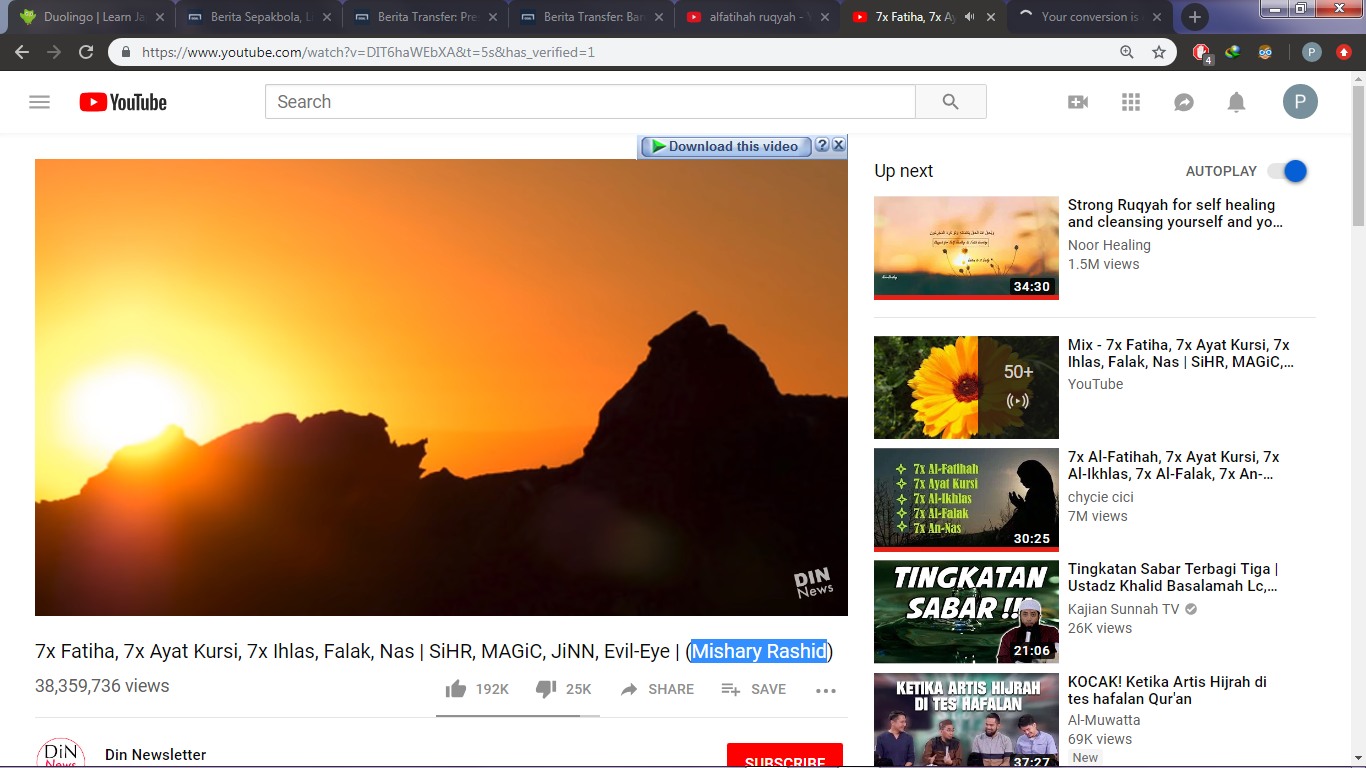 Duolingo | Learn Ja
Berita Sepakbola, Li
Berita Transfer: Pre
Berita Transfer: Bar
alfatihah ruqyah - Y
7x Fatiha, 7x Ay
Your conversion is
https://www.youtube.com/watch?v=DIT6haWEbXA&t=5s&has_verified=1
4
P
YouTube
Search
P
Download this video
?
DIN
News
7x Fatiha, 7x Ayat Kursi, 7x Ihlas, Falak, Nas | SiHR, MAGiC, JiNN, Evil-Eye | (Mishary Rashid)
38,359,736 views
192K
25K
SHARE
SAVE
DiN
News
Din Newsletter
SUBSCRIBE
Up next
AUTOPLAY
34:30
Strong Ruqyah for self healing
and cleansing yourself and yo…
Noor Healing
1.5M views
50+
Mix - 7x Fatiha, 7x Ayat Kursi, 7x
Ihlas, Falak, Nas | SiHR, MAGiC,…
YouTube
7x Al-Fatihah
7x Ayat Kursi
7x Al-Ikhlas
7x Al-Falak
7x An-Nas
30:25
7x Al-Fatihah, 7x Ayat Kursi, 7x
Al-Ikhlas, 7x Al-Falak, 7x An-…
chycie cici
7M views
TINGKATAN
SABAR !!!
21:06
Tingkatan Sabar Terbagi Tiga |
Ustadz Khalid Basalamah Lc,…
Kajian Sunnah TV
26K views
KETIKA ARTIS HIJRAH
DI TES HAFALAN
37:27
KOCAK! Ketika Artis Hijrah di
tes hafalan Qur'an
Al-Muwatta
69K views
New